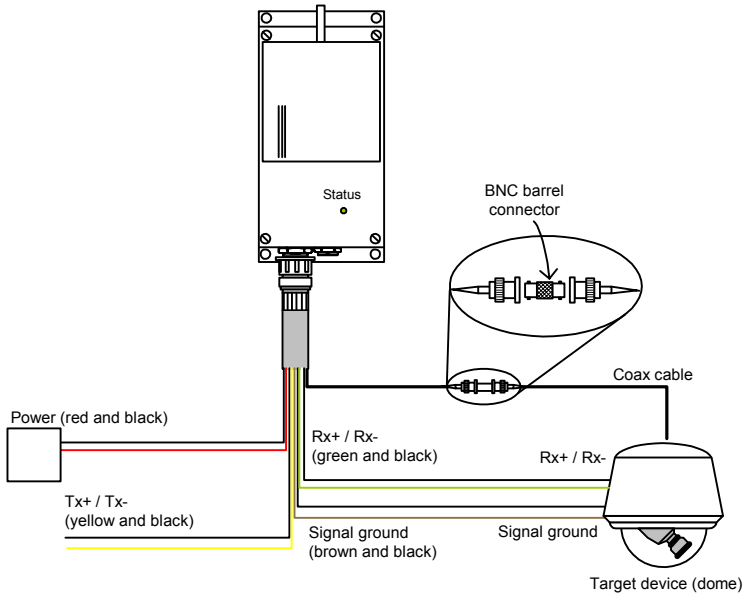 Status
BNC barrel
connector
Coax cable
Power (red and black)
Rx+ / Rx-
(green and black)
Rx+ / Rx-
Tx+ / Tx-
(yellow and black)
Signal ground
(brown and black)
Signal ground
Target device (dome)